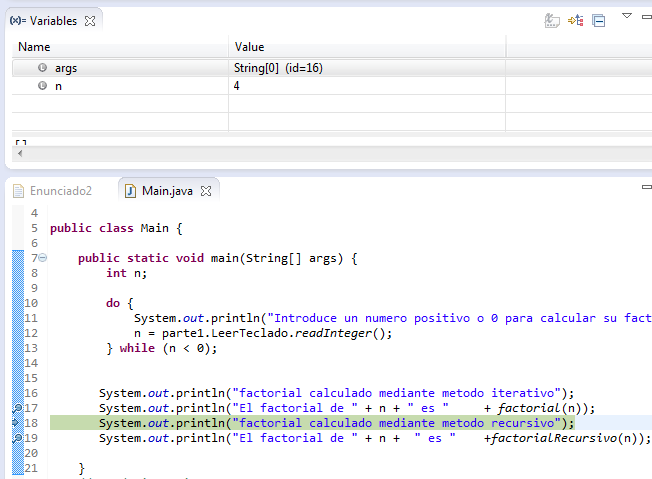 (x)= Variables
Name Value
args String[0] (id=16)
n 4
Enunciado2 Main.java
4
5 public class Main {
6
7 public static void main(String[] args) {
8 int n;
9
10 do {
11 System.out.println("Introduce un numero positivo o 0 para calcular su fact
12 n = parte1.LeerTeclado.readInteger();
13 } while (n < 0);
14
15
16 System.out.println("factorial calculado mediante metodo iterativo");
17 System.out.println("El factorial de " + n + " es " + factorial(n));
18 System.out.println("factorial calculado mediante metodo recursivo");
19 System.out.println("El factorial de " + n + " es " +factorialRecursivo(n));
20
21 }